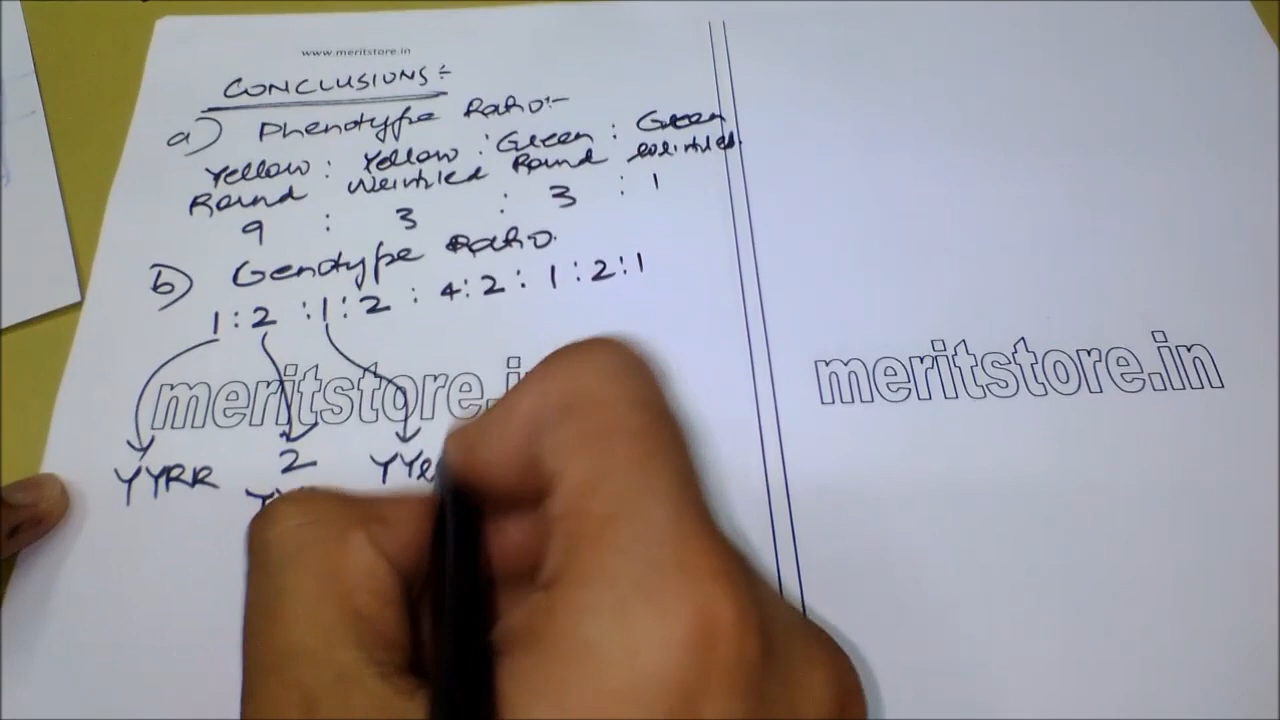 www.meritstore.in
CONCLUSIONS :-
a) Phenotype Ratio:-
Yellow : Yellow : Green : Green
Round Wrinkled Round wrinkled
9 : 3 : 3 : 1
b) Genotype Ratio.
1 : 2 : 1 : 2 : 4 : 2 : 1 : 2 : 1
meritstore.in
YYRR 2
meritstore.in